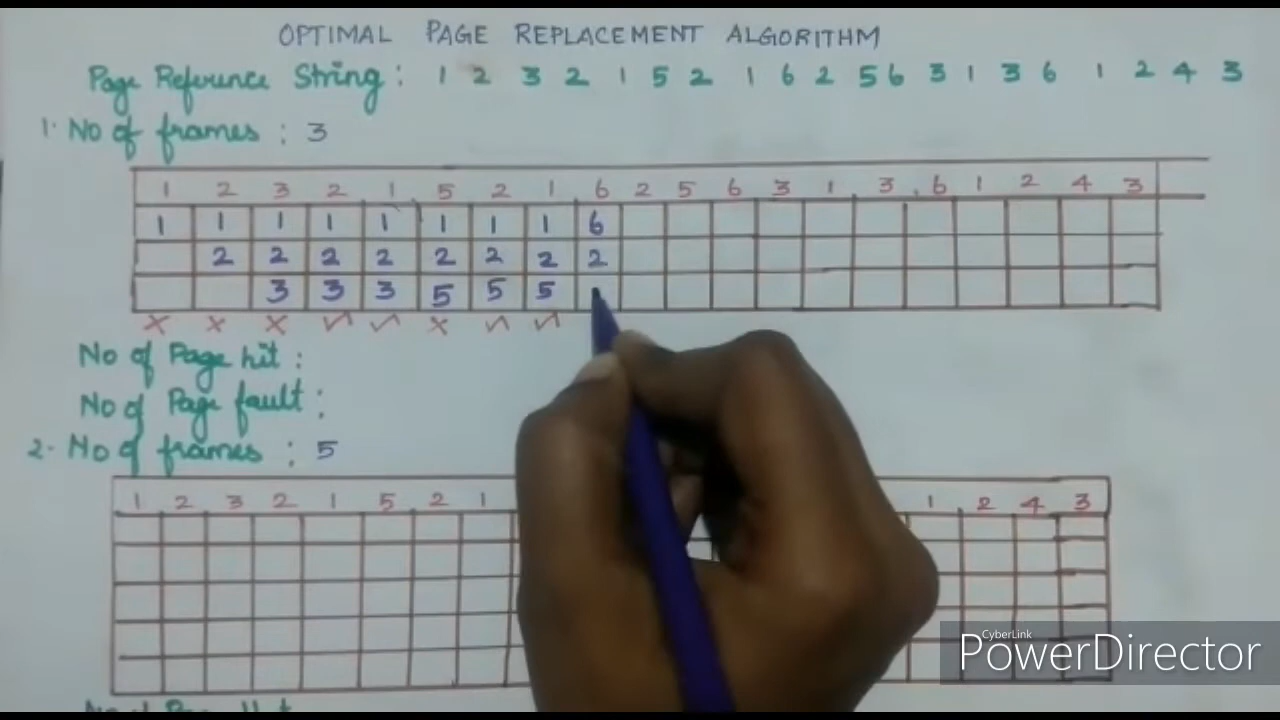 OPTIMAL PAGE REPLACEMENT ALGORITHM
Page Reference String : 1 2 3 2 1 5 2 1 6 2 5 6 3 1 3 6 1 2 4 3
1. No of frames : 3
1 2 3 2 1 5 2 1 6 2 5 6 3 1 3 6 1 2 4 3
1 1 1 1 1 1 1 1 6
2 2 2 2 2 2 2 2
3 3 3 5 5 5
No of Page hit :
No of Page fault :
2. No of frames : 5
1 2 3 2 1 5 2 1 1 2 4 3
CyberLink
PowerDirector